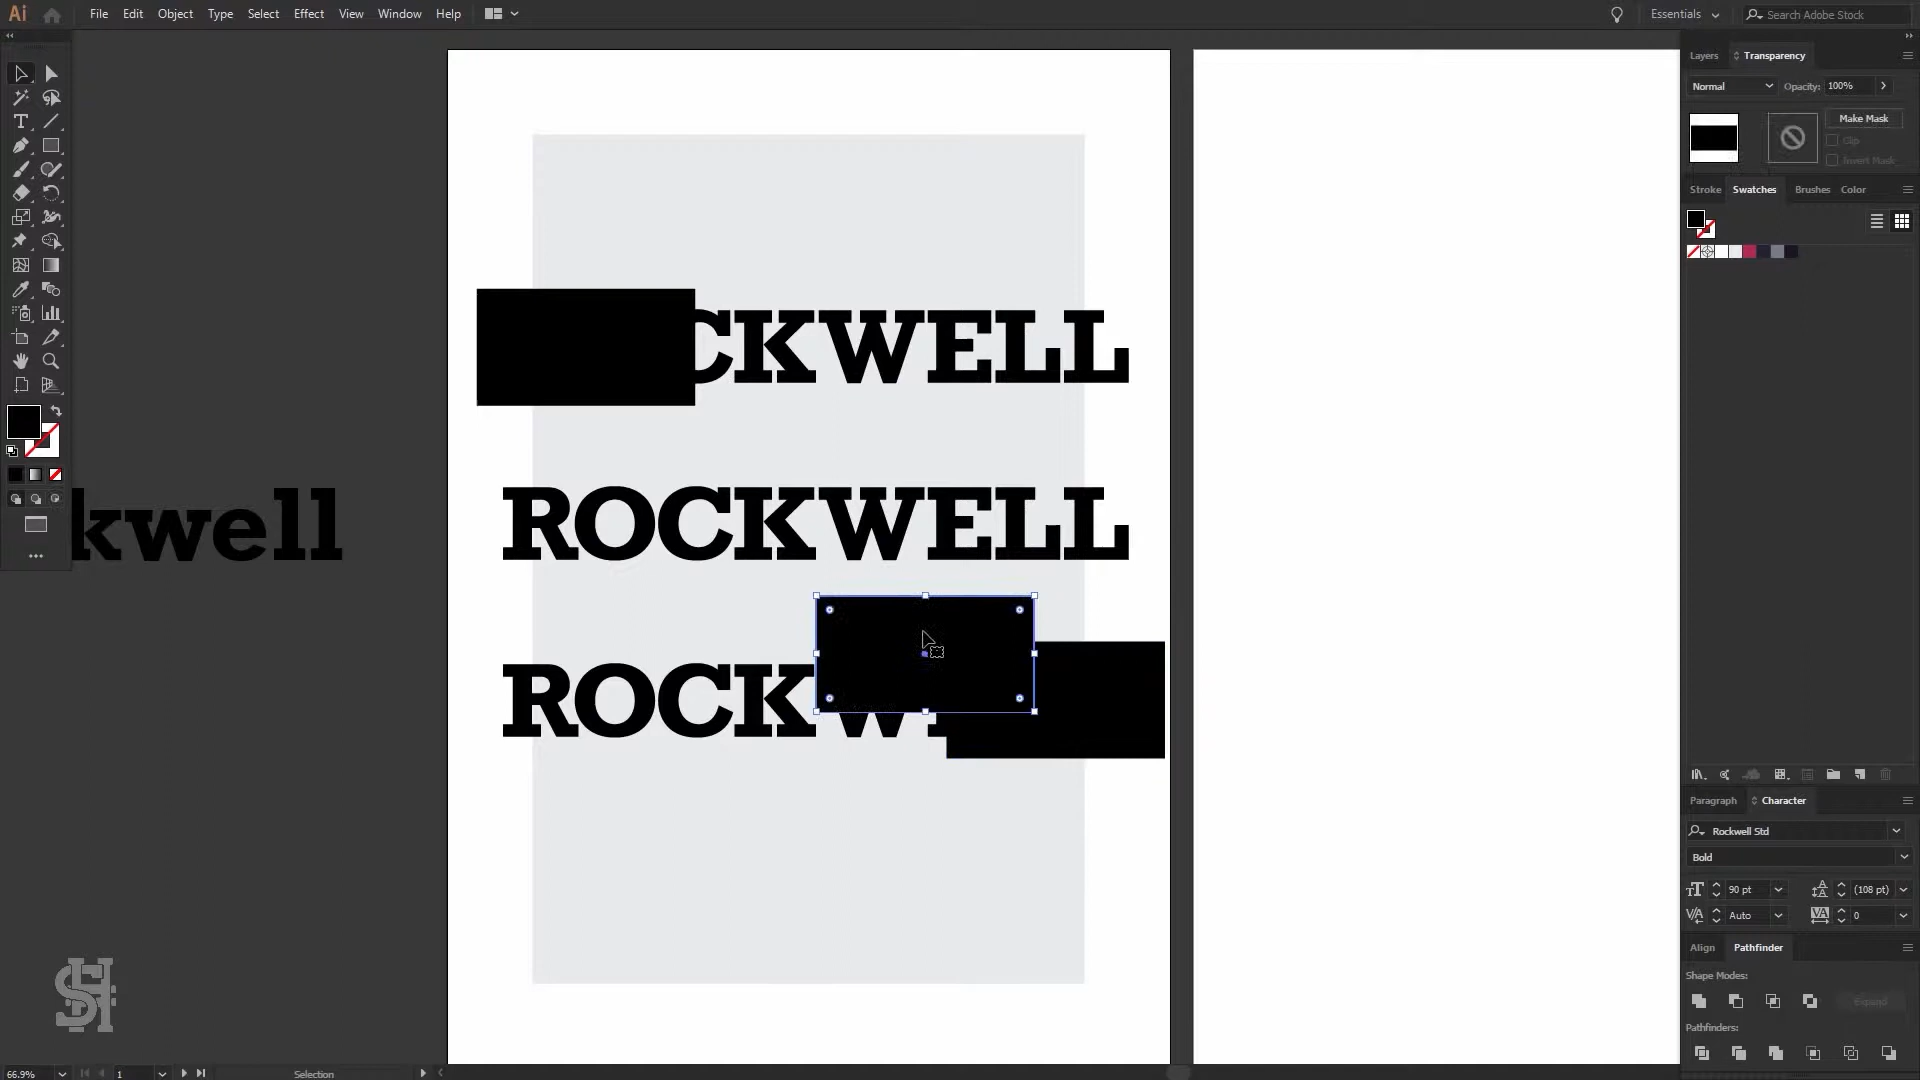 Ai File Edit Object Type Select Effect View Window Help
Essentials
Search Adobe Stock
Layers Transparency
Normal Opacity: 100%
Make Mask
Clip
Invert Mask
Stroke Swatches Brushes Color
CKWELL
kwell
ROCKWELL
ROCKW
Paragraph Character
Rockwell Std
Bold
90 pt (108 pt)
Auto 0
Align Pathfinder
Shape Modes:
Expand
Pathfinders:
SH
66.9% 1 Selection